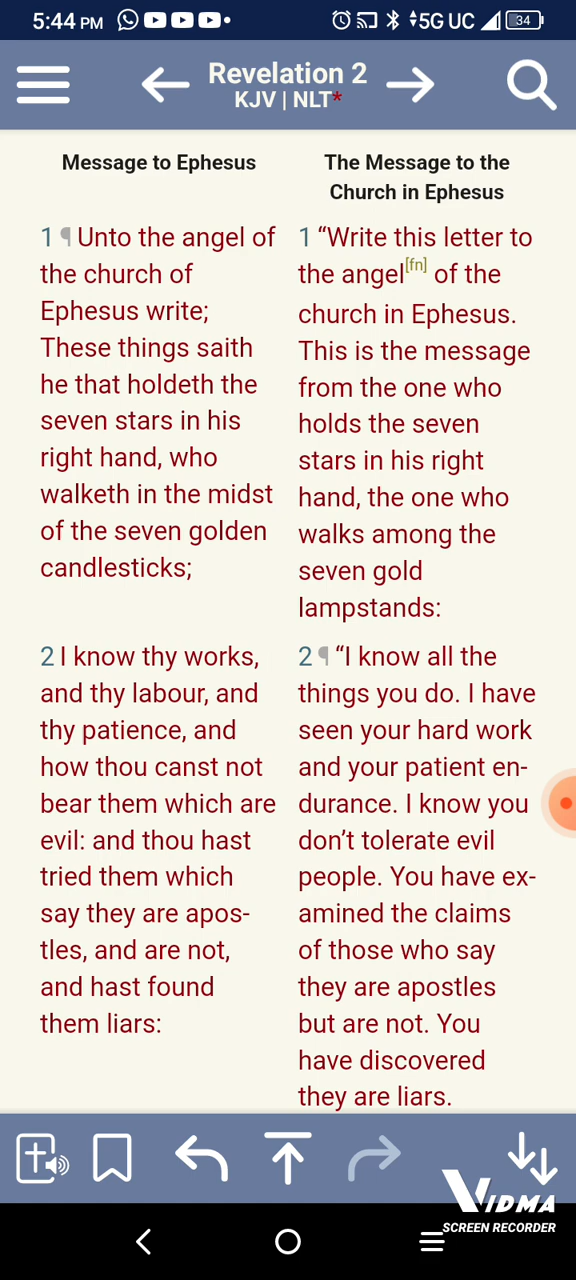 5:44 PM
5G UC
34
Revelation 2
KJV | NLT*
Message to Ephesus
1 ¶ Unto the angel of
the church of
Ephesus write;
These things saith
he that holdeth the
seven stars in his
right hand, who
walketh in the midst
of the seven golden
candlesticks;
2 I know thy works,
and thy labour, and
thy patience, and
how thou canst not
bear them which are
evil: and thou hast
tried them which
say they are apos-
tles, and are not,
and hast found
them liars:
The Message to the
Church in Ephesus
1 “Write this letter to
the angel[fn] of the
church in Ephesus.
This is the message
from the one who
holds the seven
stars in his right
hand, the one who
walks among the
seven gold
lampstands:
2 ¶ “I know all the
things you do. I have
seen your hard work
and your patient en-
durance. I know you
don’t tolerate evil
people. You have ex-
amined the claims
of those who say
they are apostles
but are not. You
have discovered
they are liars.
VIDMA
SCREEN RECORDER